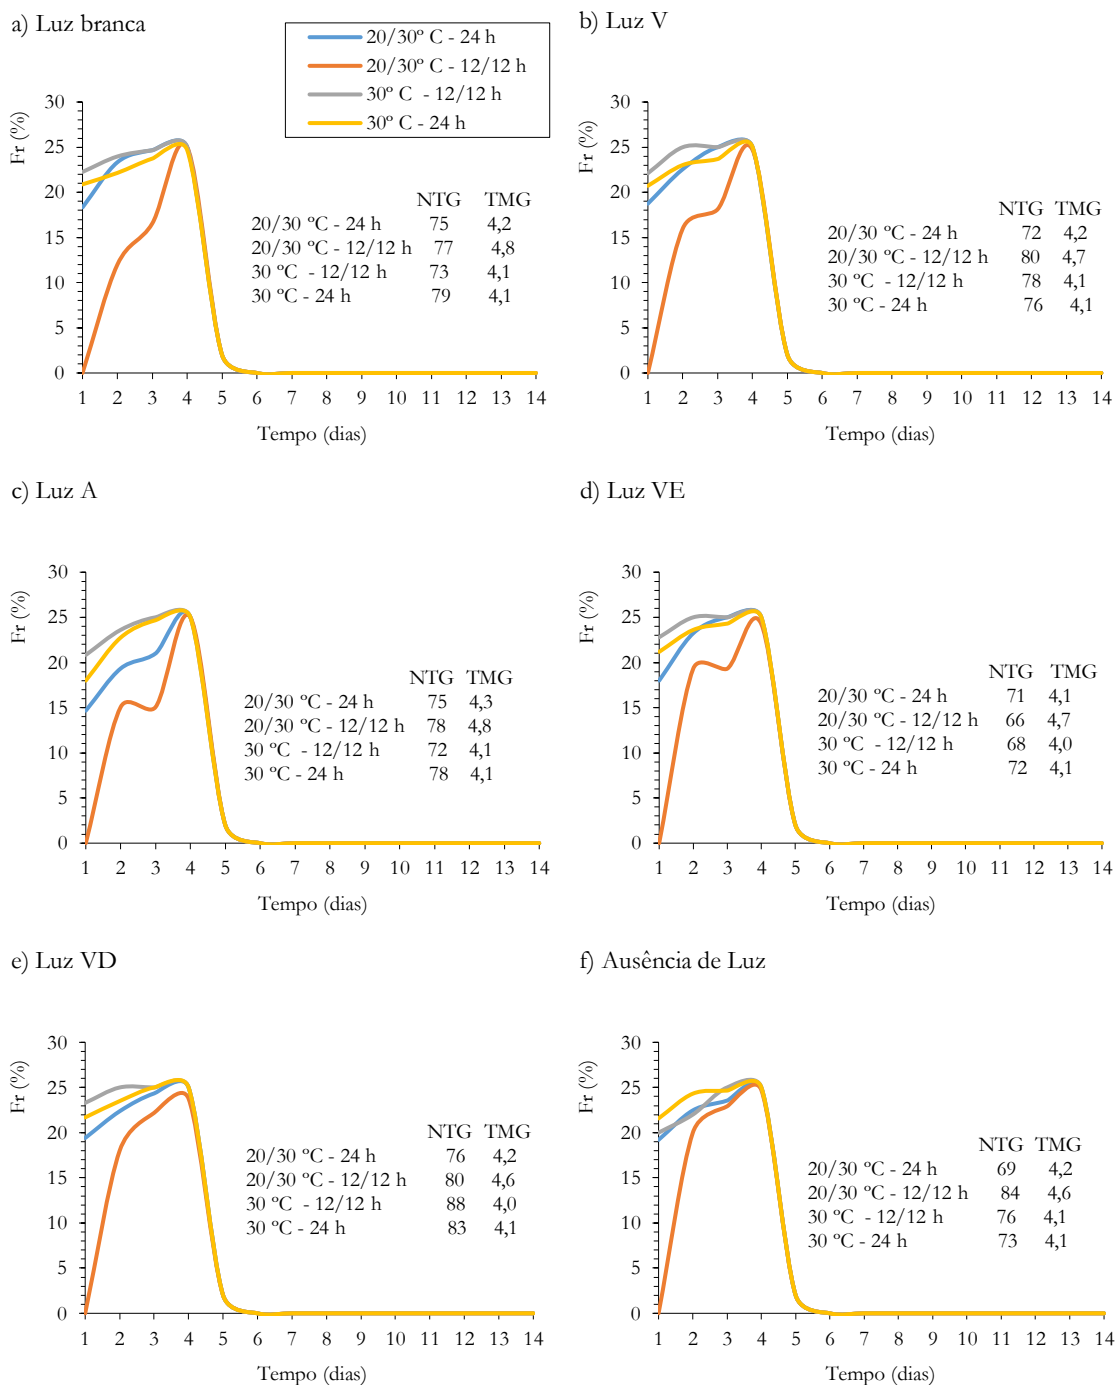 a) Luz branca
20/30º C - 24 h
20/30º C - 12/12 h
30º C  - 12/12 h
30º C - 24 h
Fr (%)
30
25
20
15
10
5
0
NTG TMG
20/30 ºC - 24 h 75 4,2
20/30 ºC - 12/12 h 77 4,8
30 ºC  - 12/12 h 73 4,1
30 ºC - 24 h 79 4,1
1 2 3 4 5 6 7 8 9 10 11 12 13 14
Tempo (dias)
b) Luz V
Fr (%)
30
25
20
15
10
5
0
NTG TMG
20/30 ºC - 24 h 72 4,2
20/30 ºC - 12/12 h 80 4,7
30 ºC  - 12/12 h 78 4,1
30 ºC - 24 h 76 4,1
1 2 3 4 5 6 7 8 9 10 11 12 13 14
Tempo (dias)
c) Luz A
Fr (%)
30
25
20
15
10
5
0
NTG TMG
20/30 ºC - 24 h 75 4,3
20/30 ºC - 12/12 h 78 4,8
30 ºC  - 12/12 h 72 4,1
30 ºC - 24 h 78 4,1
1 2 3 4 5 6 7 8 9 10 11 12 13 14
Tempo (dias)
d) Luz VE
Fr (%)
30
25
20
15
10
5
0
NTG TMG
20/30 ºC - 24 h 71 4,1
20/30 ºC - 12/12 h 66 4,7
30 ºC  - 12/12 h 68 4,0
30 ºC - 24 h 72 4,1
1 2 3 4 5 6 7 8 9 10 11 12 13 14
Tempo (dias)
e) Luz VD
Fr (%)
30
25
20
15
10
5
0
NTG TMG
20/30 ºC - 24 h 76 4,2
20/30 ºC - 12/12 h 80 4,6
30 ºC  - 12/12 h 88 4,0
30 ºC - 24 h 83 4,1
1 2 3 4 5 6 7 8 9 10 11 12 13 14
Tempo (dias)
f) Ausência de Luz
Fr (%)
30
25
20
15
10
5
0
NTG TMG
20/30 ºC - 24 h 69 4,2
20/30 ºC - 12/12 h 84 4,6
30 ºC  - 12/12 h 76 4,1
30 ºC - 24 h 73 4,1
1 2 3 4 5 6 7 8 9 10 11 12 13 14
Tempo (dias)